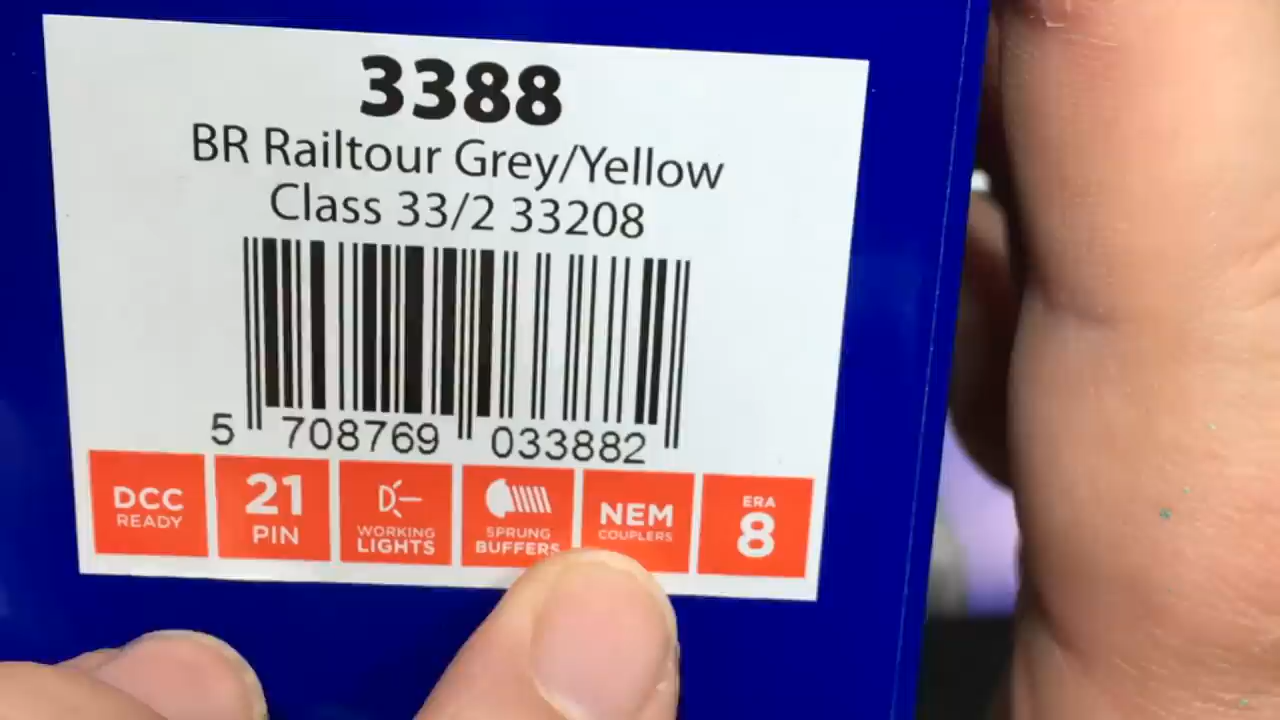 3388
BR Railtour Grey/Yellow
Class 33/2 33208
5 708769 033882
DCC
READY
21
PIN
WORKING
LIGHTS
SPRUNG
BUFFERS
NEM
COUPLERS
ERA
8